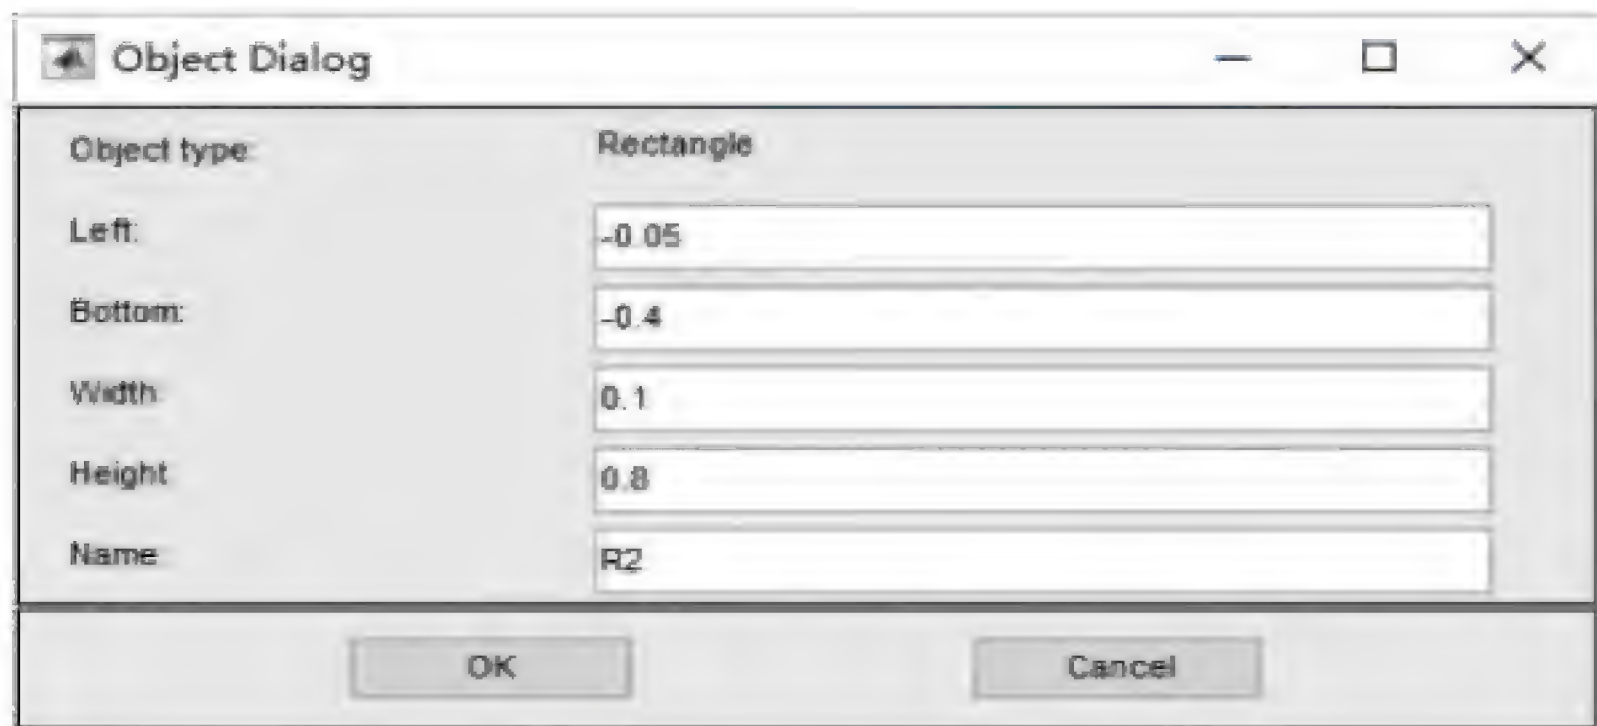 Object Dialog
Object type: Rectangle
Left: -0.05
Bottom: -0.4
Width: 0.1
Height: 0.8
Name: R2
OK Cancel